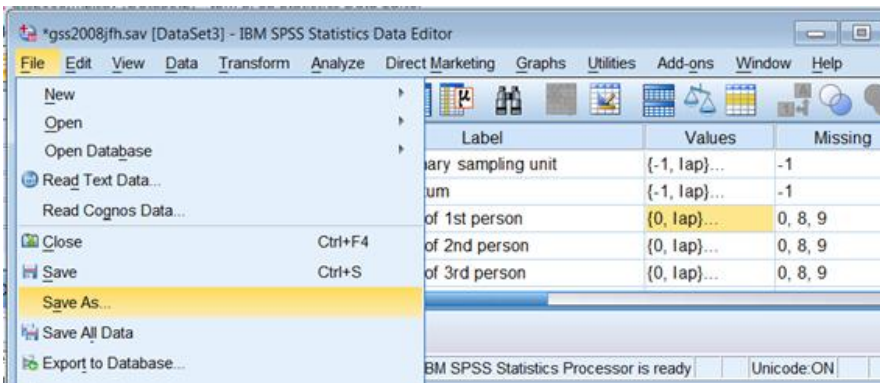 *gss2008jfh.sav [DataSet3] - IBM SPSS Statistics Data Editor
File Edit View Data Transform Analyze Direct Marketing Graphs Utilities Add-ons Window Help
New
Open
Open Database
Read Text Data...
Read Cognos Data...
Close Ctrl+F4
Save Ctrl+S
Save As...
Save All Data
Export to Database...
Label Values Missing
ary sampling unit {-1, Iap}... -1
um {-1, Iap}... -1
of 1st person {0, Iap}... 0, 8, 9
of 2nd person {0, Iap}... 0, 8, 9
of 3rd person {0, Iap}... 0, 8, 9
IBM SPSS Statistics Processor is ready Unicode:ON